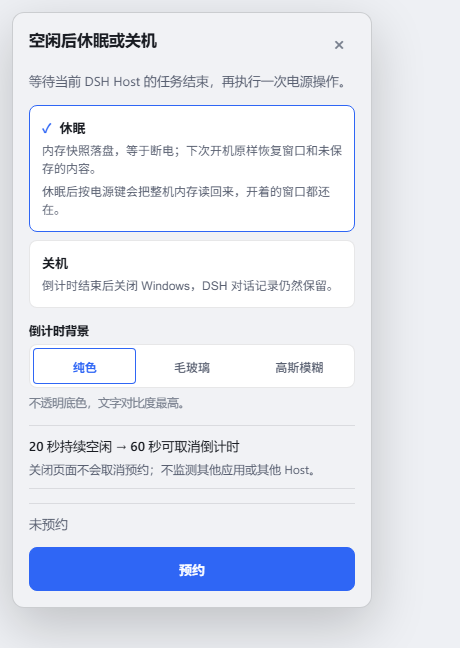 空闲后休眠或关机
×
等待当前 DSH Host 的任务结束，再执行一次电源操作。
✓ 休眠
内存快照落盘，等于断电；下次开机原样恢复窗口和未保
存的内容。
休眠后按电源键会把整机内存读回来，开着的窗口都还
在。
关机
倒计时结束后关闭 Windows，DSH 对话记录仍然保留。
倒计时背景
纯色 毛玻璃 高斯模糊
不透明底色，文字对比度最高。
20 秒持续空闲 → 60 秒可取消倒计时
关闭页面不会取消预约；不监测其他应用或其他 Host。
未预约
预约